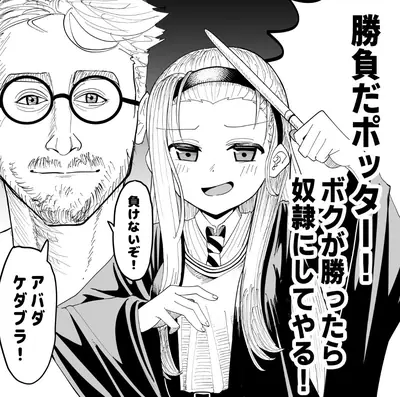 勝負だポッター!
ボクが勝ったら
奴隷にしてやる!
負けないぞ!
アバダ
ケダブラ!